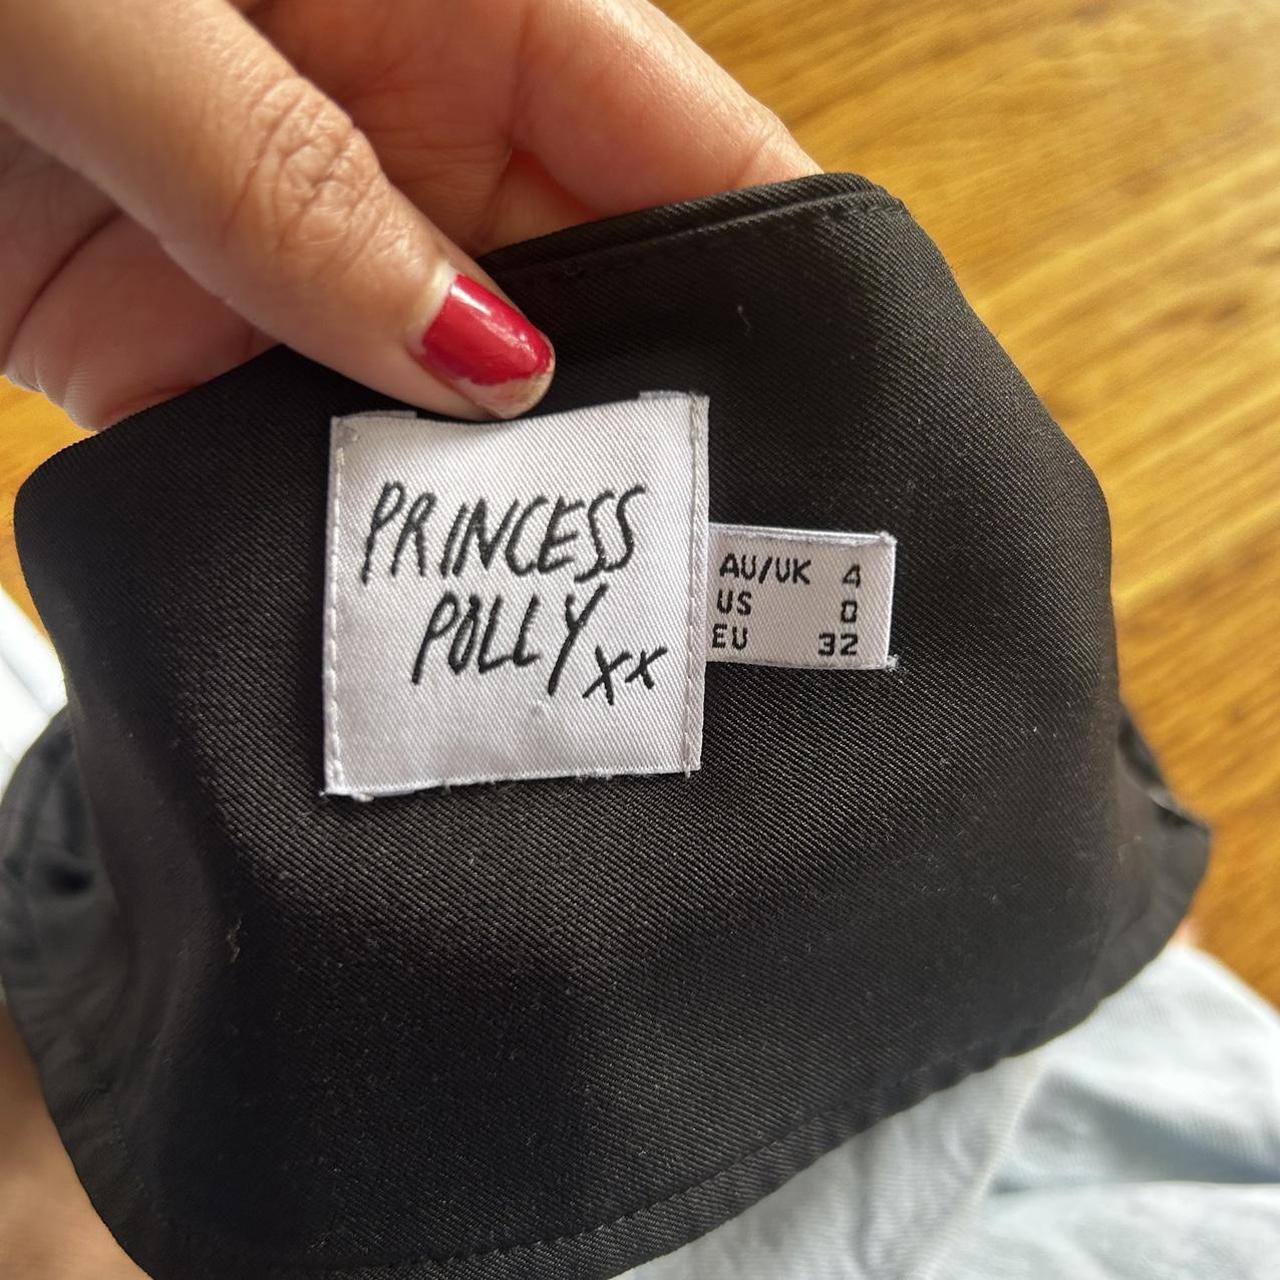 PRINCESS
POLLY xx
AU/UK 4
US 0
EU 32